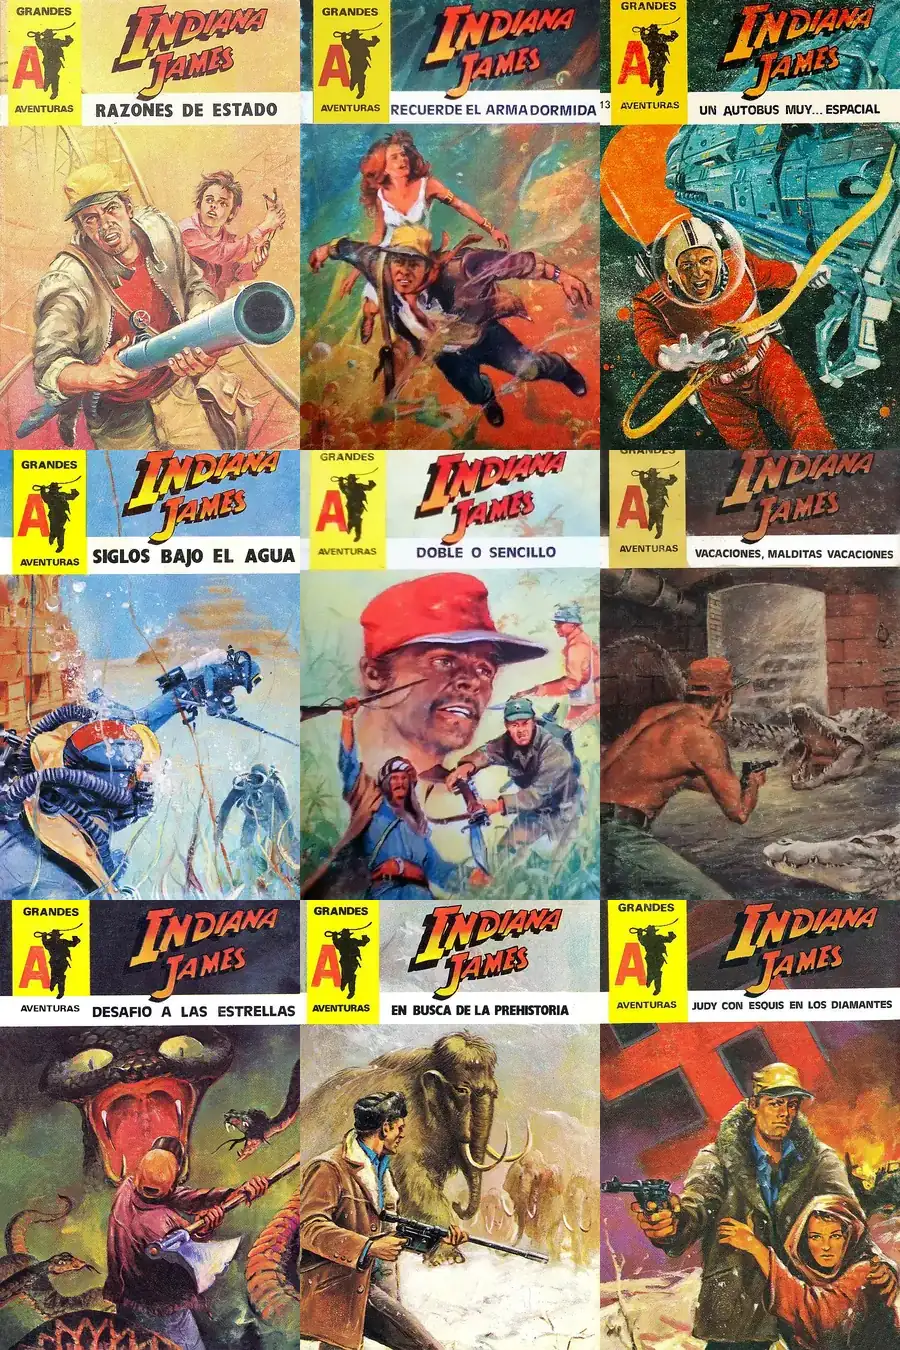 GRANDES
A
AVENTURAS
INDIANA
JAMES
RAZONES DE ESTADO
GRANDES
A
AVENTURAS
INDIANA
JAMES
RECUERDE EL ARMA DORMIDA
13
GRANDES
A
AVENTURAS
INDIANA
JAMES
UN AUTOBUS MUY... ESPACIAL
GRANDES
A
AVENTURAS
INDIANA
JAMES
SIGLOS BAJO EL AGUA
GRANDES
A
AVENTURAS
INDIANA
JAMES
DOBLE O SENCILLO
GRANDES
A
AVENTURAS
INDIANA
JAMES
VACACIONES, MALDITAS VACACIONES
GRANDES
A
AVENTURAS
INDIANA
JAMES
DESAFIO A LAS ESTRELLAS
GRANDES
A
AVENTURAS
INDIANA
JAMES
EN BUSCA DE LA PREHISTORIA
GRANDES
A
AVENTURAS
INDIANA
JAMES
JUDY CON ESQUIS EN LOS DIAMANTES